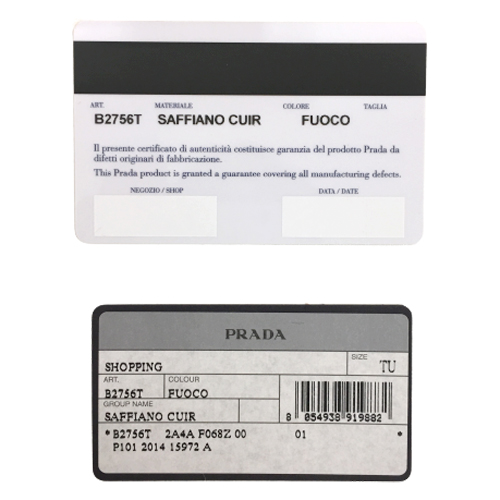 ART. MATERIALE COLORE TAGLIA
B2756T SAFFIANO CUIR FUOCO
Il presente certificato di autenticità costituisce garanzia del prodotto Prada da
difetti originari di fabbricazione.
This Prada product is granted a guarantee covering all manufacturing defects.
NEGOZIO / SHOP DATA / DATE
PRADA
SHOPPING SIZE TU
ART. COLOUR
B2756T FUOCO
GROUP NAME
SAFFIANO CUIR 8 054938 919882
*B2756T 2A4A F068Z 00 01 *
P101 2014 15972 A